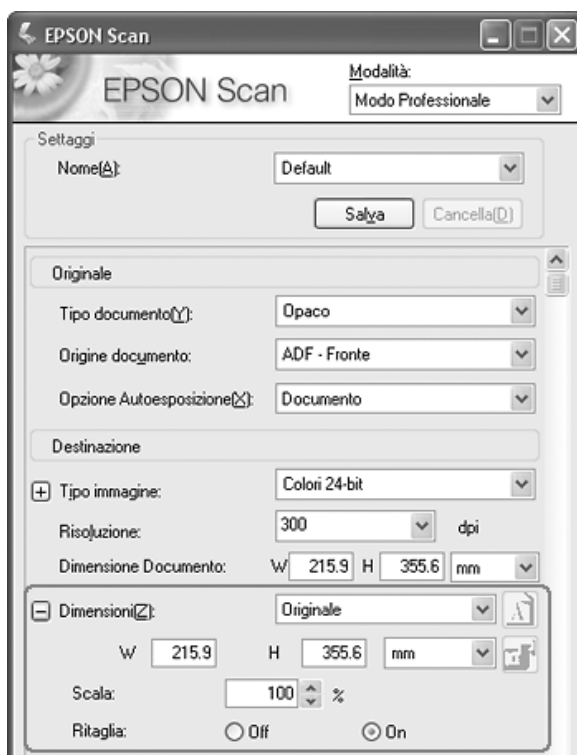 EPSON Scan
EPSON Scan
Modalità:
Modo Professionale
Settaggi
Nome(A): Default
Salva Cancella(D)
Originale
Tipo documento(Y): Opaco
Origine documento: ADF - Fronte
Opzione Autoesposizione(X): Documento
Destinazione
Tipo immagine: Colori 24-bit
Risoluzione: 300 dpi
Dimensione Documento: W 215.9 H 355.6 mm
Dimensioni(Z): Originale
W 215.9 H 355.6 mm
Scala: 100 %
Ritaglia: Off On